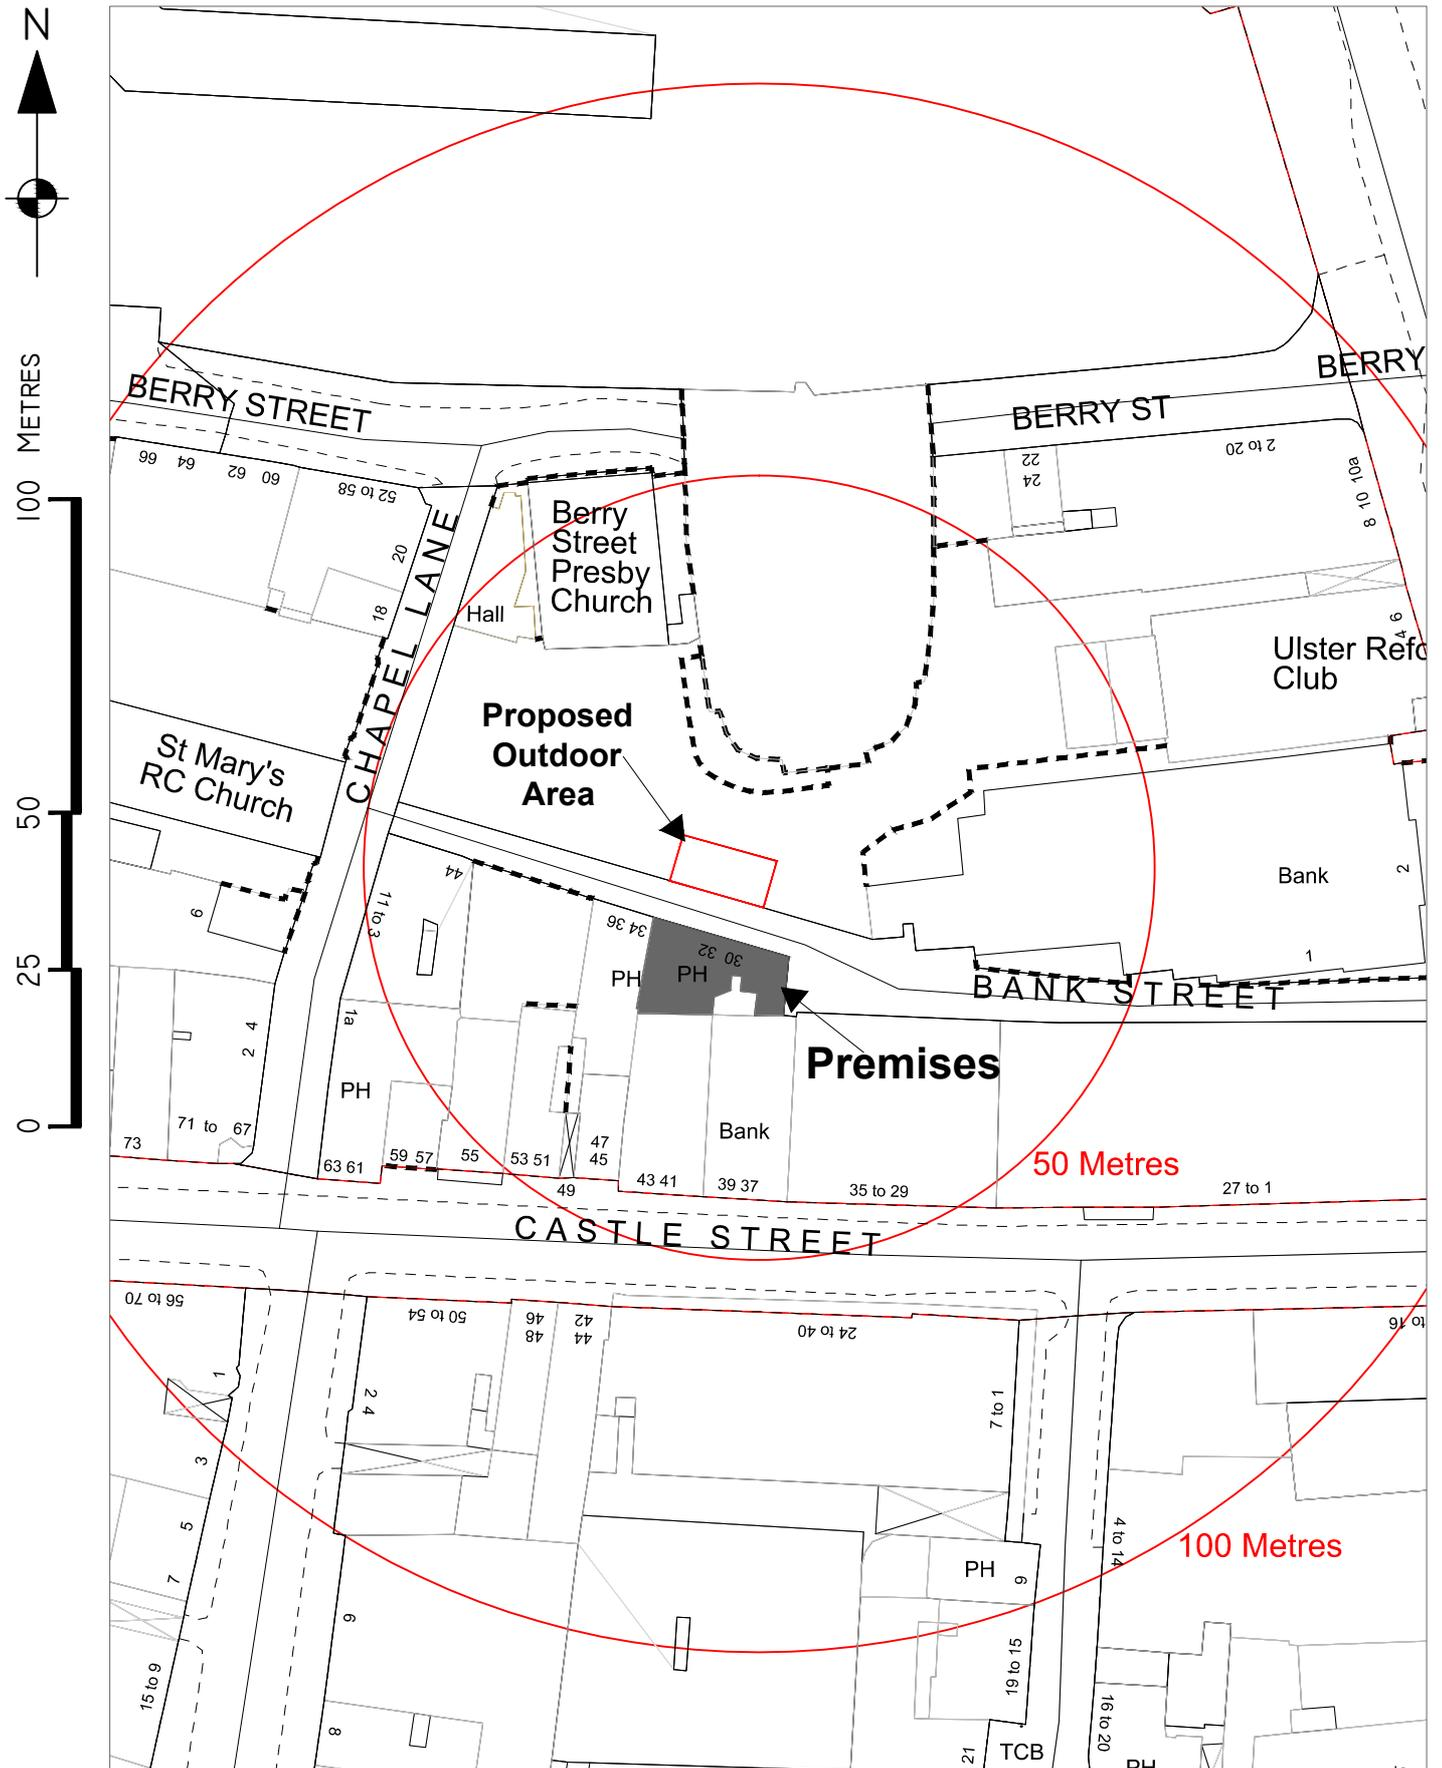 N
METRES
100
50
25
0
BERRY STREET
BERRY
BERRY ST
66
64
62
60
52 to 58
22
24
2 to 20
8 10 10a
4 6
20
18
CHAPEL LANE
Hall
Berry
Street
Presby
Church
Ulster Refo
Club
St Mary's
RC Church
Proposed
Outdoor
Area
6
44
11 to 3
34 36
30 32
PH
PH
Bank
2
1
BANK STREET
Premises
2 4
1a
PH
73
71 to 67
63 61
59 57
55
53 51
49
47
45
43 41
Bank
39 37
35 to 29
27 to 1
50 Metres
CASTLE STREET
56 to 70
50 to 54
46
48
42
44
24 to 40
to 16
1
2 4
7 to 1
3
5
7
4 to 14
100 Metres
PH
9
6
15 to 9
19 to 15
16 to 20
8
21
TCB
PH